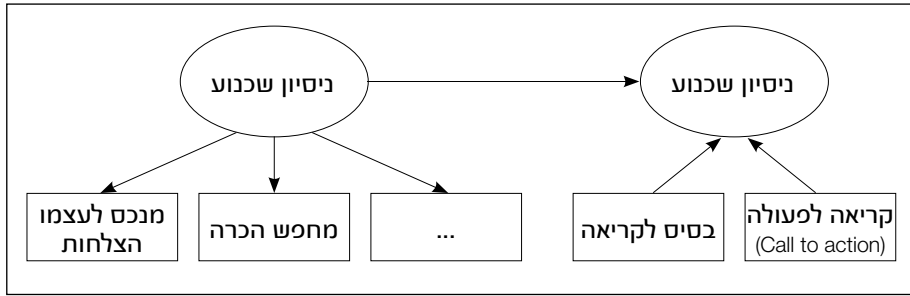 ניסיון שכנוע
ניסיון שכנוע
קריאה לפעולה
(Call to action)
בסיס לקריאה
...
מחפש הכרה
מנכס לעצמו
הצלחות